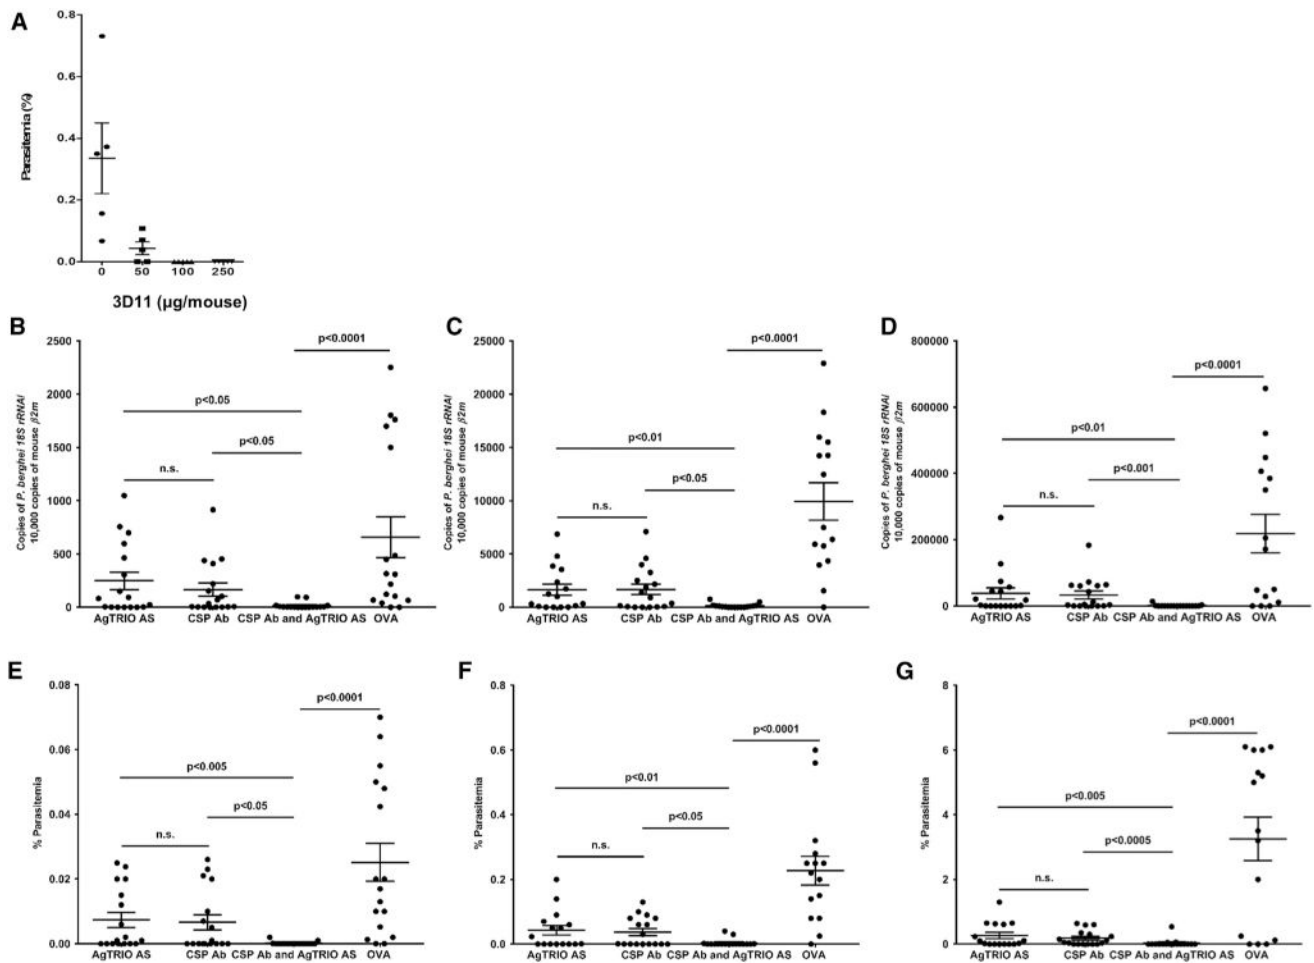 A
0.8
0.6
0.4
0.2
0.0
Parasitemia (%)
0 50 100 250
3D11 (µg/mouse)
B
2500
2000
1500
1000
500
0
Copies of P. berghei 18S rRNA/
10,000 copies of mouse β2m
p<0.0001
p<0.05
p<0.05
n.s.
AgTRIO AS CSP Ab CSP Ab and AgTRIO AS OVA
C
25000
20000
15000
10000
5000
0
Copies of P. berghei 18S rRNA/
10,000 copies of mouse β2m
p<0.0001
p<0.01
p<0.05
n.s.
AgTRIO AS CSP Ab CSP Ab and AgTRIO AS OVA
D
800000
600000
400000
200000
0
Copies of P. berghei 18S rRNA/
10,000 copies of mouse β2m
p<0.0001
p<0.01
p<0.001
n.s.
AgTRIO AS CSP Ab CSP Ab and AgTRIO AS OVA
E
0.08
0.06
0.04
0.02
0.00
% Parasitemia
p<0.0001
p<0.005
p<0.05
n.s.
AgTRIO AS CSP Ab CSP Ab and AgTRIO AS OVA
F
0.8
0.6
0.4
0.2
0.0
% Parasitemia
p<0.0001
p<0.01
p<0.05
n.s.
AgTRIO AS CSP Ab CSP Ab and AgTRIO AS OVA
G
8
6
4
2
0
% Parasitemia
p<0.0001
p<0.005
p<0.0005
n.s.
AgTRIO AS CSP Ab CSP Ab and AgTRIO AS OVA